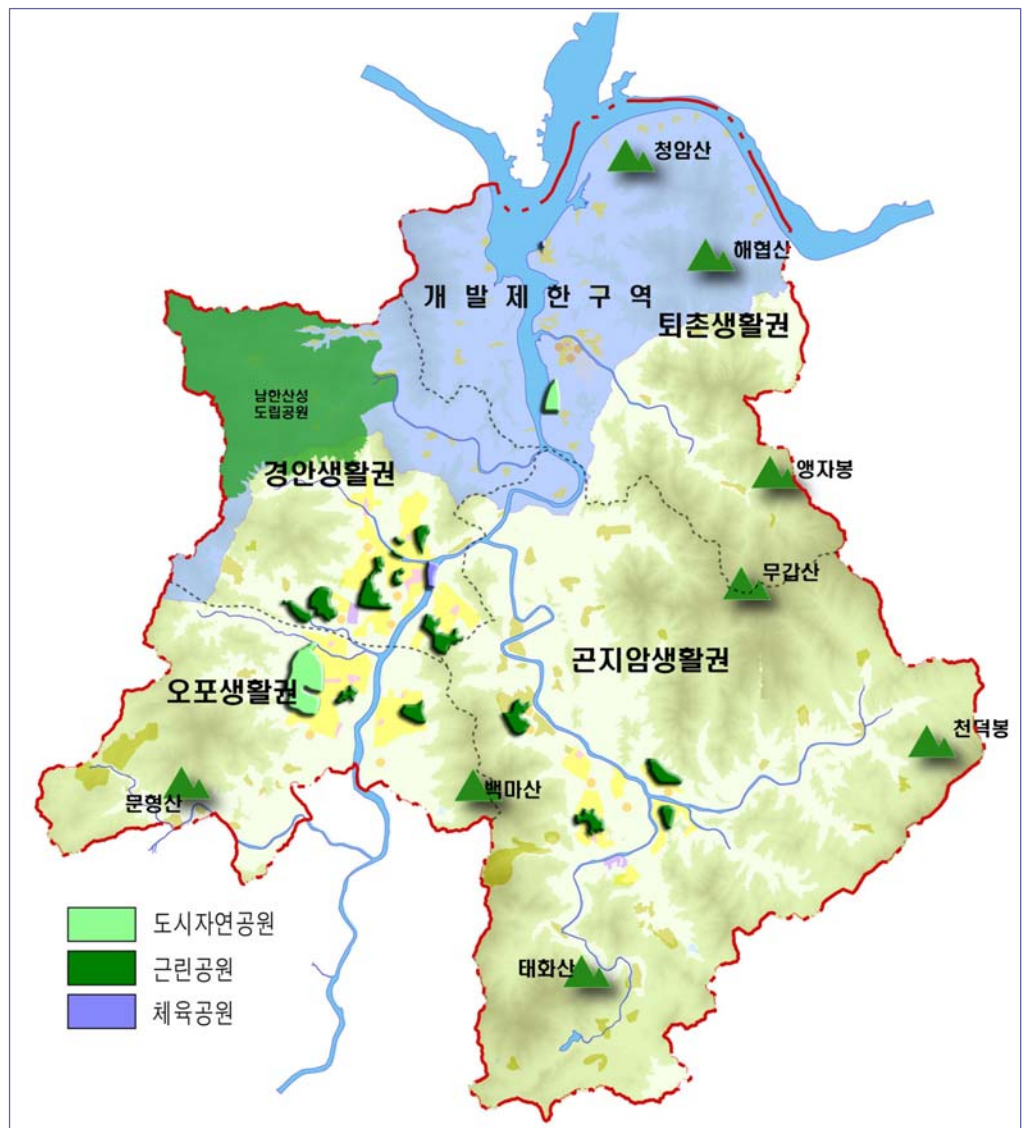 청암산
해협산
개발제한구역
퇴촌생활권
남한산성
도립공원
경안생활권
앵자봉
무갑산
곤지암생활권
오포생활권
천덕봉
문형산
백마산
태화산
도시자연공원
근린공원
체육공원